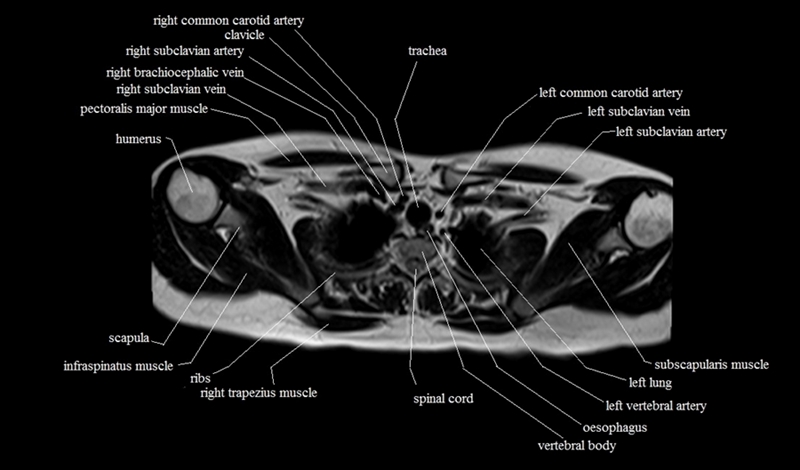 right common carotid artery
clavicle
right subclavian artery
trachea
right brachiocephalic vein
right subclavian vein
left common carotid artery
pectoralis major muscle
left subclavian vein
left subclavian artery
humerus
scapula
infraspinatus muscle
subscapularis muscle
ribs
left lung
right trapezius muscle
spinal cord
left vertebral artery
oesophagus
vertebral body